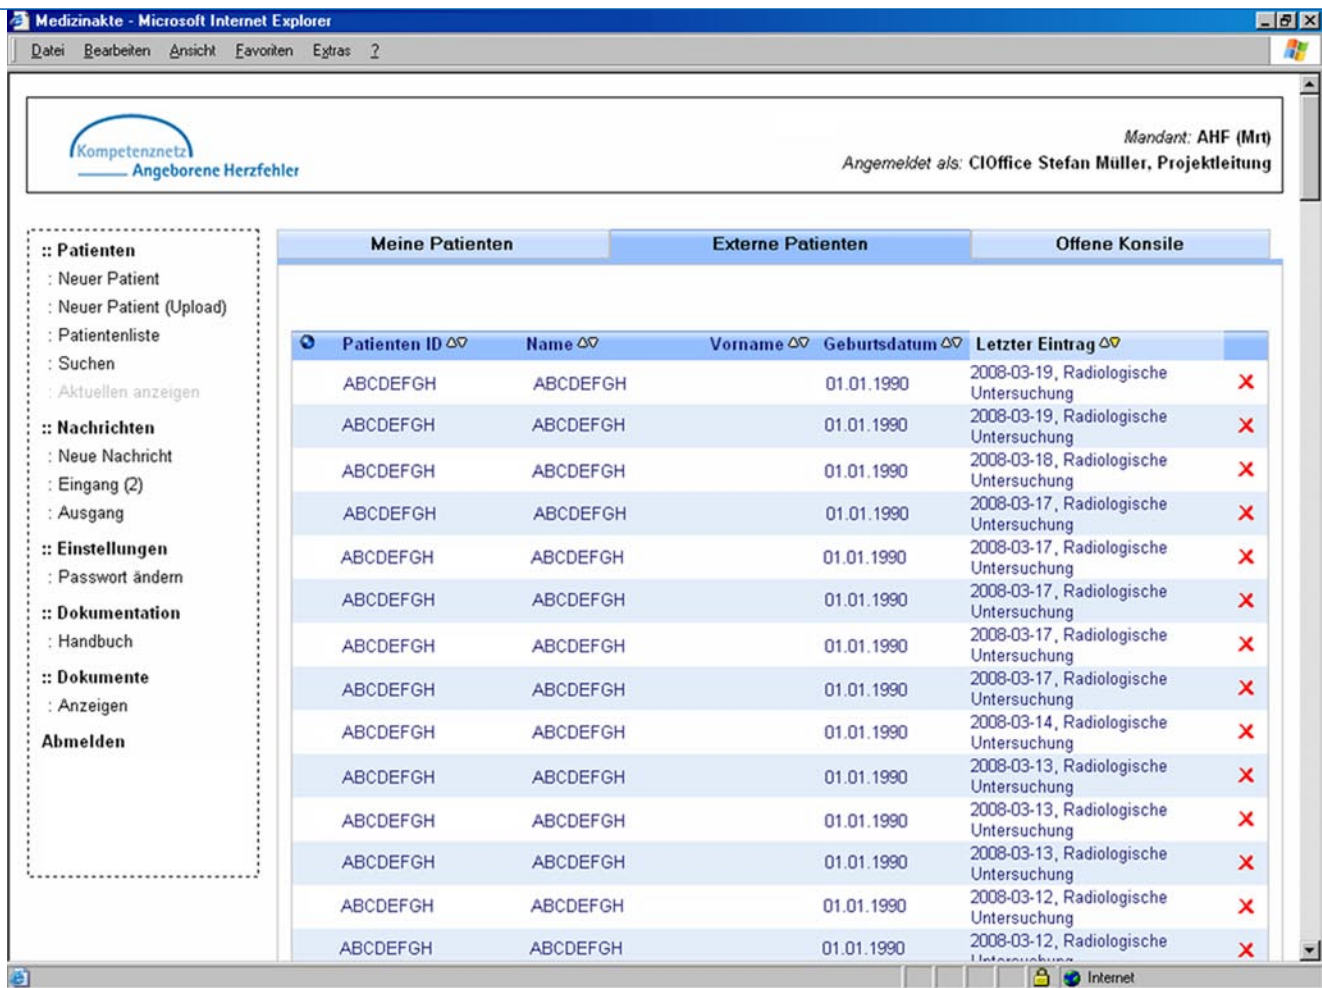 Medizinakte - Microsoft Internet Explorer
Datei Bearbeiten Ansicht Favoriten Extras ?
Kompetenznetz
Angeborene Herzfehler
Mandant: AHF (Mrt)
Angemeldet als: CIOffice Stefan Müller, Projektleitung
:: Patienten
: Neuer Patient
: Neuer Patient (Upload)
: Patientenliste
: Suchen
: Aktuellen anzeigen
:: Nachrichten
: Neue Nachricht
: Eingang (2)
: Ausgang
:: Einstellungen
: Passwort ändern
:: Dokumentation
: Handbuch
:: Dokumente
: Anzeigen
Abmelden
Meine Patienten Externe Patienten Offene Konsile
Patienten ID Name Vorname Geburtsdatum Letzter Eintrag
ABCDEFGH ABCDEFGH 01.01.1990 2008-03-19, Radiologische
Untersuchung
ABCDEFGH ABCDEFGH 01.01.1990 2008-03-19, Radiologische
Untersuchung
ABCDEFGH ABCDEFGH 01.01.1990 2008-03-18, Radiologische
Untersuchung
ABCDEFGH ABCDEFGH 01.01.1990 2008-03-17, Radiologische
Untersuchung
ABCDEFGH ABCDEFGH 01.01.1990 2008-03-17, Radiologische
Untersuchung
ABCDEFGH ABCDEFGH 01.01.1990 2008-03-17, Radiologische
Untersuchung
ABCDEFGH ABCDEFGH 01.01.1990 2008-03-17, Radiologische
Untersuchung
ABCDEFGH ABCDEFGH 01.01.1990 2008-03-17, Radiologische
Untersuchung
ABCDEFGH ABCDEFGH 01.01.1990 2008-03-14, Radiologische
Untersuchung
ABCDEFGH ABCDEFGH 01.01.1990 2008-03-13, Radiologische
Untersuchung
ABCDEFGH ABCDEFGH 01.01.1990 2008-03-13, Radiologische
Untersuchung
ABCDEFGH ABCDEFGH 01.01.1990 2008-03-13, Radiologische
Untersuchung
ABCDEFGH ABCDEFGH 01.01.1990 2008-03-12, Radiologische
Untersuchung
ABCDEFGH ABCDEFGH 01.01.1990 2008-03-12, Radiologische
Internet